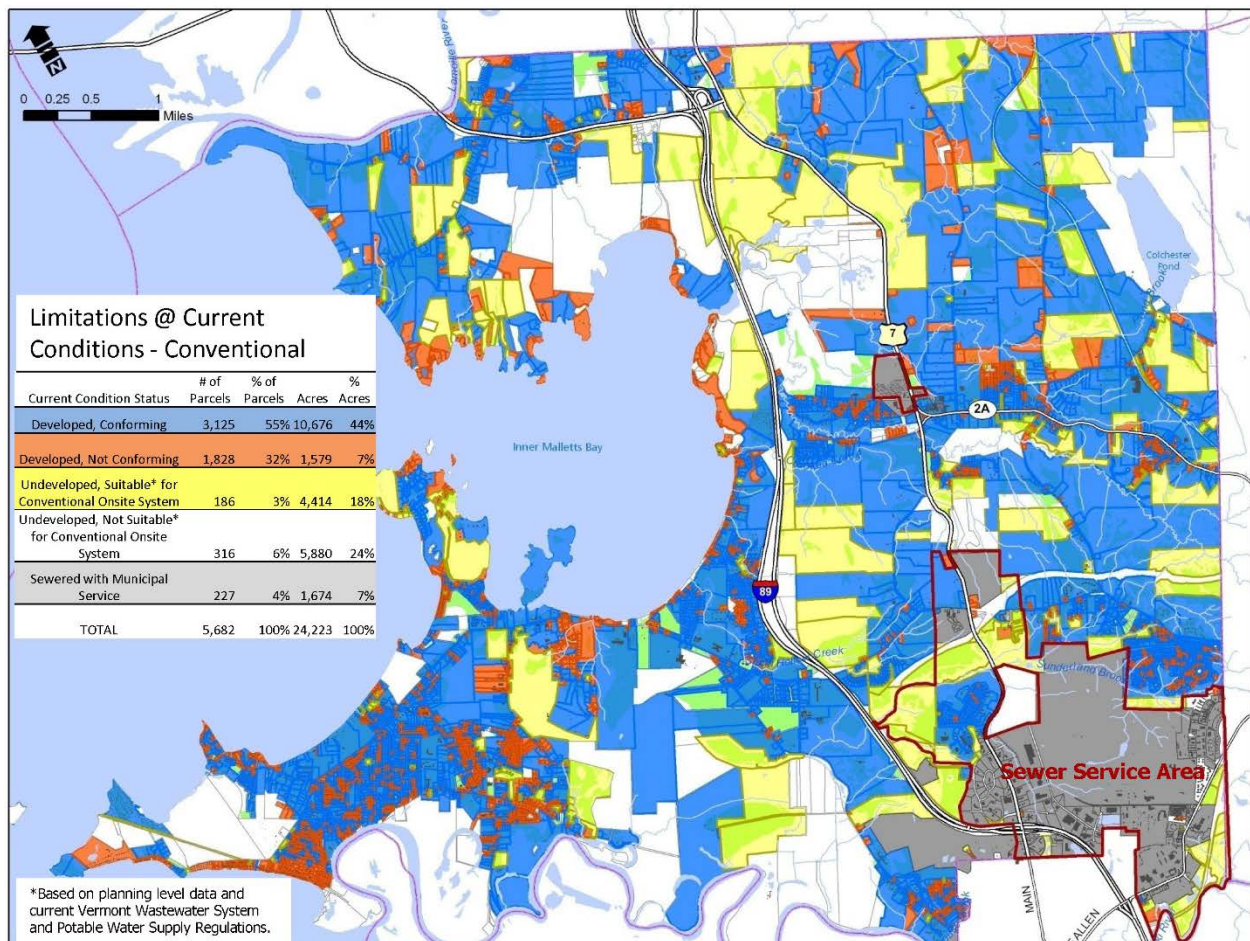 N
0 0.25 0.5 1
Miles
Lamoille River
Colchester
Pond
Limitations @ Current
Conditions - Conventional
Current Condition Status # of Parcels % of Parcels Acres % Acres
Developed, Conforming 3,125 55% 10,676 44%
Developed, Not Conforming 1,828 32% 1,579 7%
Undeveloped, Suitable* for
Conventional Onsite System 186 3% 4,414 18%
Undeveloped, Not Suitable*
for Conventional Onsite
System 316 6% 5,880 24%
Sewered with Municipal
Service 227 4% 1,674 7%
TOTAL 5,682 100% 24,223 100%
7
2A
Inner Malletts Bay
89
Creek
Sunderland Brook
Sewer Service Area
*Based on planning level data and
current Vermont Wastewater System
and Potable Water Supply Regulations.
MAIN
ALLEN